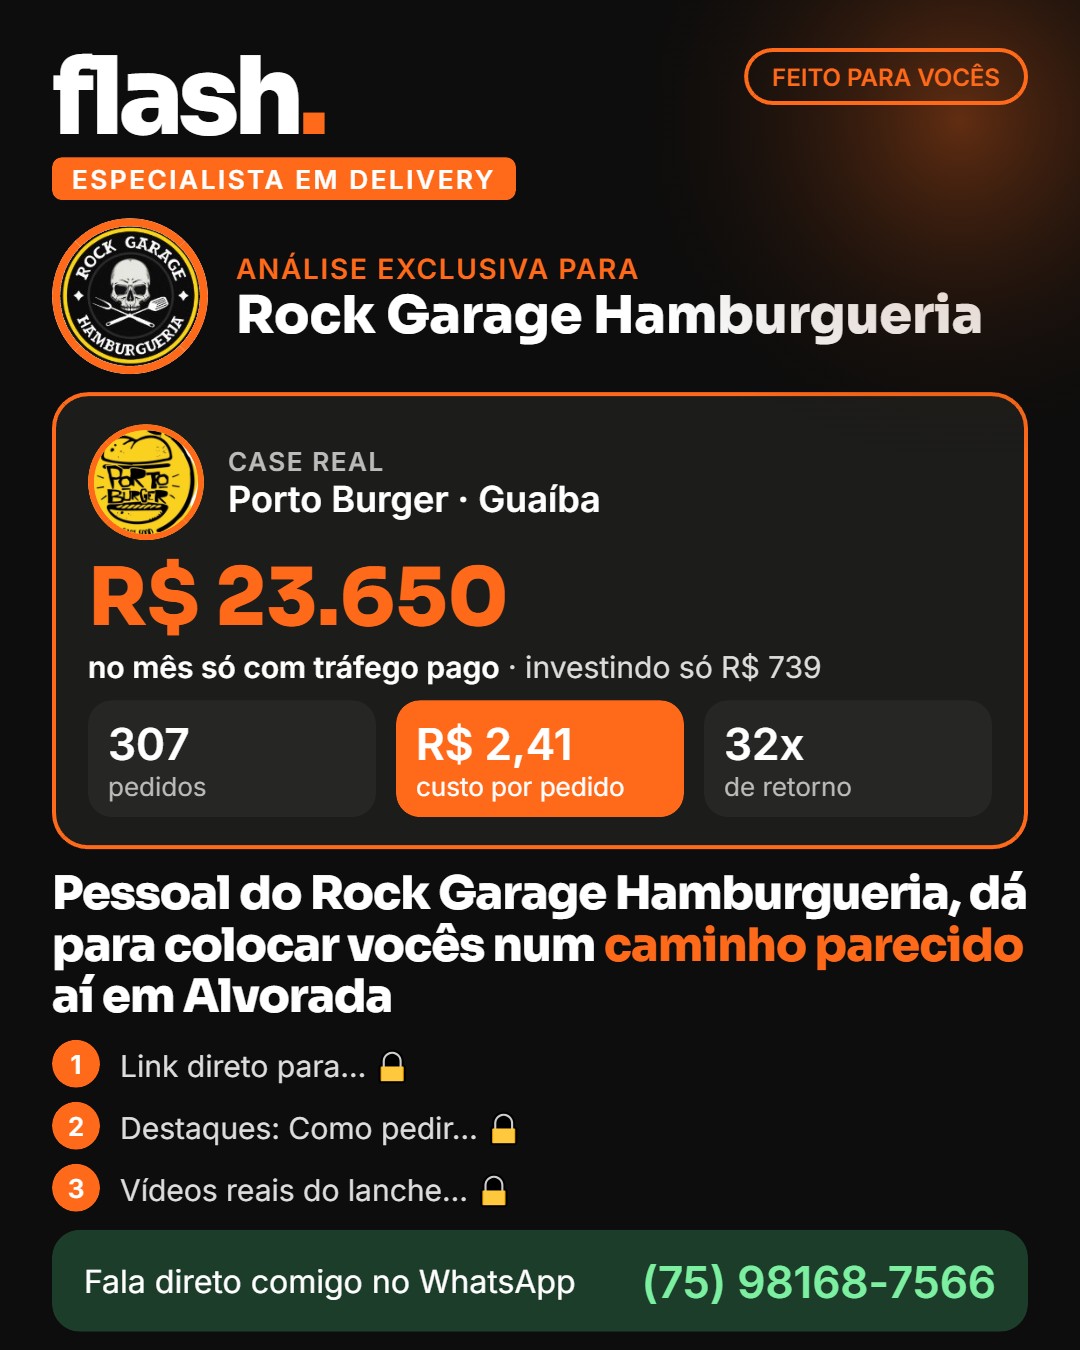 flash.
FEITO PARA VOCÊS
ESPECIALISTA EM DELIVERY
ROCK GARAGE
HAMBURGUERIA
ANÁLISE EXCLUSIVA PARA
Rock Garage Hamburgueria
PORTO
BURGER
CASE REAL
Porto Burger · Guaíba
R$ 23.650
no mês só com tráfego pago · investindo só R$ 739
307
pedidos
R$ 2,41
custo por pedido
32x
de retorno
Pessoal do Rock Garage Hamburgueria, dá
para colocar vocês num caminho parecido
aí em Alvorada
1 Link direto para... 🔒
2 Destaques: Como pedir... 🔒
3 Vídeos reais do lanche... 🔒
Fala direto comigo no WhatsApp (75) 98168-7566